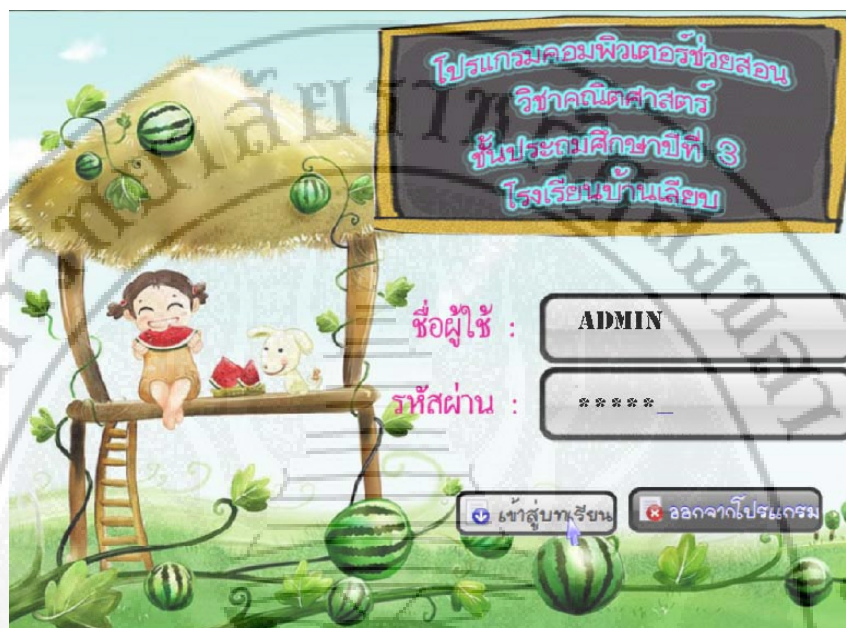 โปรแกรมคอมพิวเตอร์ช่วยสอน
วิชาคณิตศาสตร์
ชั้นประถมศึกษาปีที่ 3
โรงเรียนบ้านเลียบ
ชื่อผู้ใช้ : ADMIN
รหัสผ่าน : *****_
เข้าสู่บทเรียน ออกจากโปรแกรม